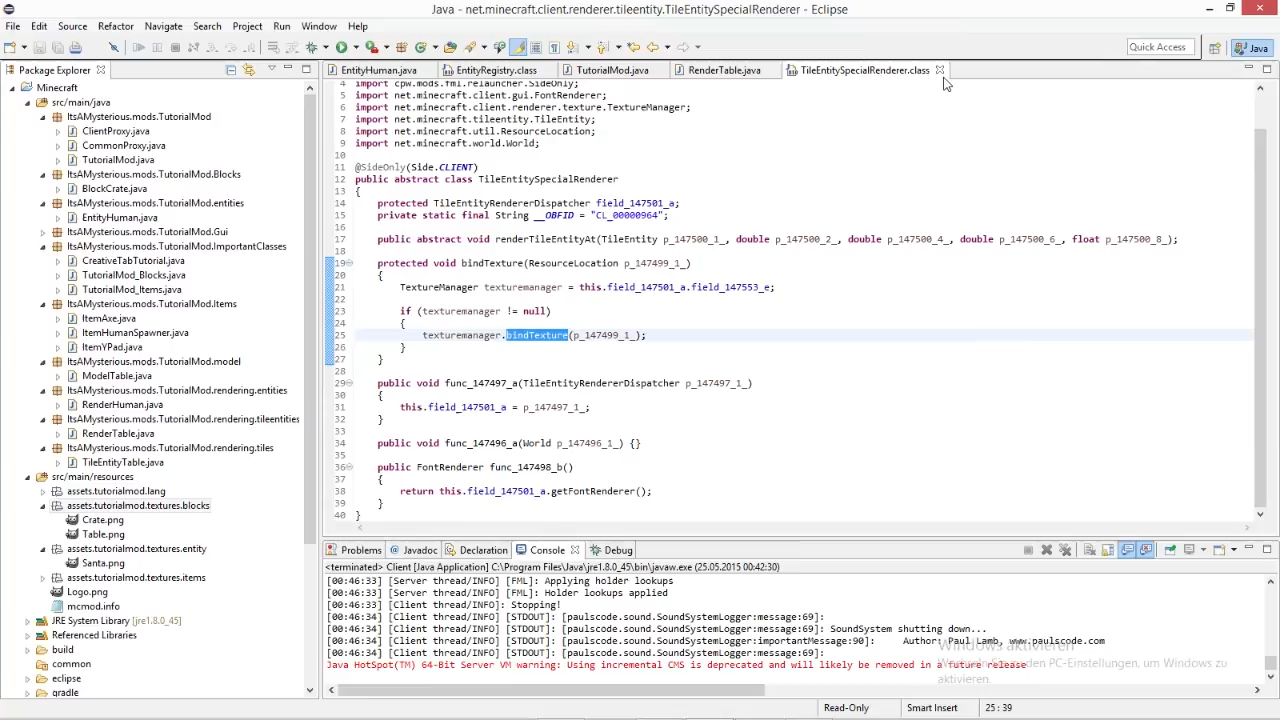 Java - net.minecraft.client.renderer.tileentity.TileEntitySpecialRenderer - Eclipse
File Edit Source Refactor Navigate Search Project Run Window Help
Quick Access Java
Package Explorer
Minecraft
src/main/java
ItsAMysterious.mods.TutorialMod
ClientProxy.java
CommonProxy.java
TutorialMod.java
ItsAMysterious.mods.TutorialMod.Blocks
BlockCrate.java
ItsAMysterious.mods.TutorialMod.entities
EntityHuman.java
ItsAMysterious.mods.TutorialMod.Gui
ItsAMysterious.mods.TutorialMod.ImportantClasses
CreativeTabTutorial.java
TutorialMod_Blocks.java
TutorialMod_Items.java
ItsAMysterious.mods.TutorialMod.Items
ItemAxe.java
ItemHumanSpawner.java
ItemYPad.java
ItsAMysterious.mods.TutorialMod.model
ModelTable.java
ItsAMysterious.mods.TutorialMod.rendering.entities
RenderHuman.java
ItsAMysterious.mods.TutorialMod.rendering.tileentities
RenderTable.java
ItsAMysterious.mods.TutorialMod.rendering.tiles
TileEntityTable.java
src/main/resources
assets.tutorialmod.lang
assets.tutorialmod.textures.blocks
Crate.png
Table.png
assets.tutorialmod.textures.entity
Santa.png
assets.tutorialmod.textures.items
Logo.png
mcmod.info
JRE System Library [jre1.8.0_45]
Referenced Libraries
build
common
eclipse
gradle
EntityHuman.java EntityRegistry.class TutorialMod.java RenderTable.java TileEntitySpecialRenderer.class
4 import cpw.mods.fml.relauncher.SideOnly;
5 import net.minecraft.client.gui.FontRenderer;
6 import net.minecraft.client.renderer.texture.TextureManager;
7 import net.minecraft.tileentity.TileEntity;
8 import net.minecraft.util.ResourceLocation;
9 import net.minecraft.world.World;
10
11 @SideOnly(Side.CLIENT)
12 public abstract class TileEntitySpecialRenderer
13 {
14 protected TileEntityRendererDispatcher field_147501_a;
15 private static final String __OBFID = "CL_00000964";
16
17 public abstract void renderTileEntityAt(TileEntity p_147500_1_, double p_147500_2_, double p_147500_4_, double p_147500_6_, float p_147500_8_);
18
19 protected void bindTexture(ResourceLocation p_147499_1_)
20 {
21 TextureManager texturemanager = this.field_147501_a.field_147553_e;
22
23 if (texturemanager != null)
24 {
25 texturemanager.bindTexture(p_147499_1_);
26 }
27 }
28
29 public void func_147497_a(TileEntityRendererDispatcher p_147497_1_)
30 {
31 this.field_147501_a = p_147497_1_;
32 }
33
34 public void func_147496_a(World p_147496_1_) {}
35
36 public FontRenderer func_147498_b()
37 {
38 return this.field_147501_a.getFontRenderer();
39 }
40 }
Problems Javadoc Declaration Console Debug
<terminated> Client [Java Application] C:\Program Files\Java\jre1.8.0_45\bin\javaw.exe (25.05.2015 00:42:30)
[00:46:33] [Server thread/INFO] [FML]: Applying holder lookups
[00:46:33] [Server thread/INFO] [FML]: Holder lookups applied
[00:46:33] [Client thread/INFO]: Stopping!
[00:46:34] [Client thread/INFO] [STDOUT]: [paulscode.sound.SoundSystemLogger:message:69]:
[00:46:34] [Client thread/INFO] [STDOUT]: [paulscode.sound.SoundSystemLogger:message:69]: SoundSystem shutting down...
[00:46:34] [Client thread/INFO] [STDOUT]: [paulscode.sound.SoundSystemLogger:importantMessage:90]: Author: Paul Lamb, www.paulscode.com
[00:46:34] [Client thread/INFO] [STDOUT]: [paulscode.sound.SoundSystemLogger:message:69]:
Java HotSpot(TM) 64-Bit Server VM warning: Using incremental CMS is deprecated and will likely be removed in a future release
Windows aktivieren
PC-Einstellungen, um Windows zu
aktivieren.
Read-Only Smart Insert 25 : 39